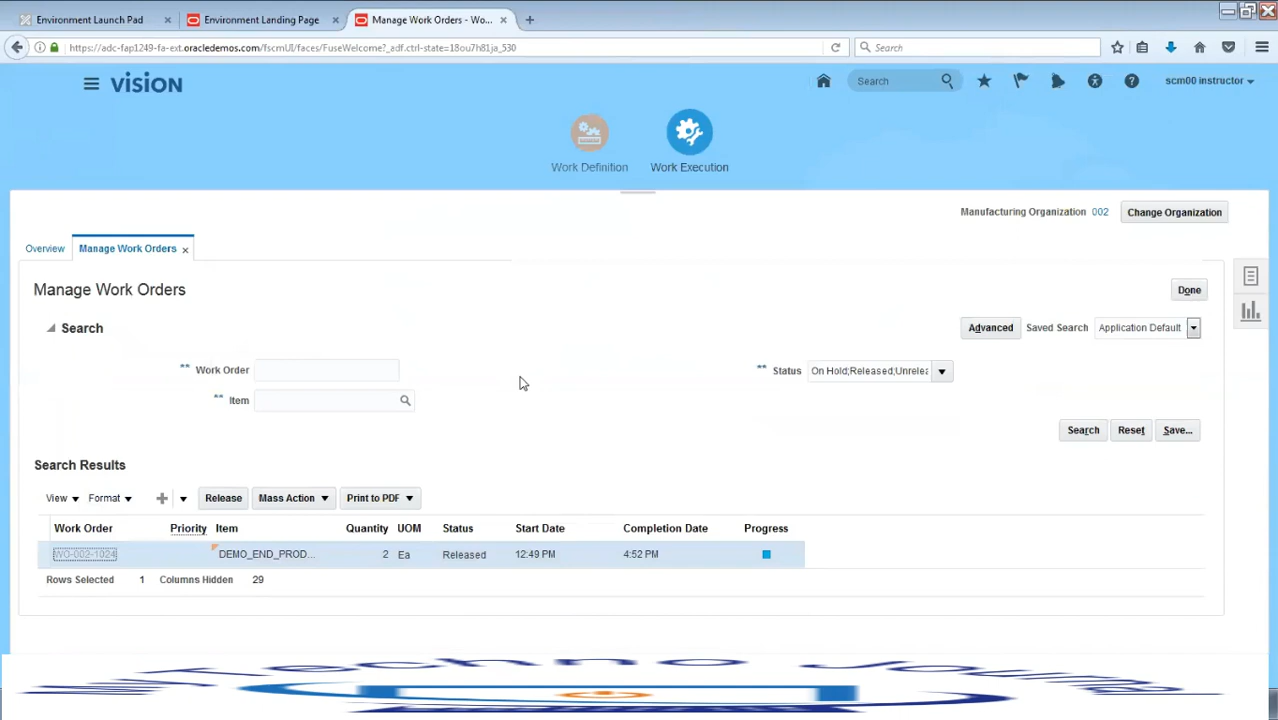 Environment Launch Pad × Environment Landing Page × Manage Work Orders - Wo... ×
https://adc-fap1249-fa-ext.oracledemos.com/fscmUI/faces/FuseWelcome?_adf.ctrl-state=18ou7h81ja_530 Search
vision Search scm00 instructor
Work Definition Work Execution
Manufacturing Organization 002 Change Organization
Overview Manage Work Orders ×
Manage Work Orders Done
Search Advanced Saved Search Application Default
** Work Order ** Status On Hold;Released;Unrelea
** Item
Search Reset Save...
Search Results
View Format Release Mass Action Print to PDF
Work Order Priority Item Quantity UOM Status Start Date Completion Date Progress
WO-002-1024 DEMO_END_PROD... 2 Ea Released 12:49 PM 4:52 PM
Rows Selected 1 Columns Hidden 29